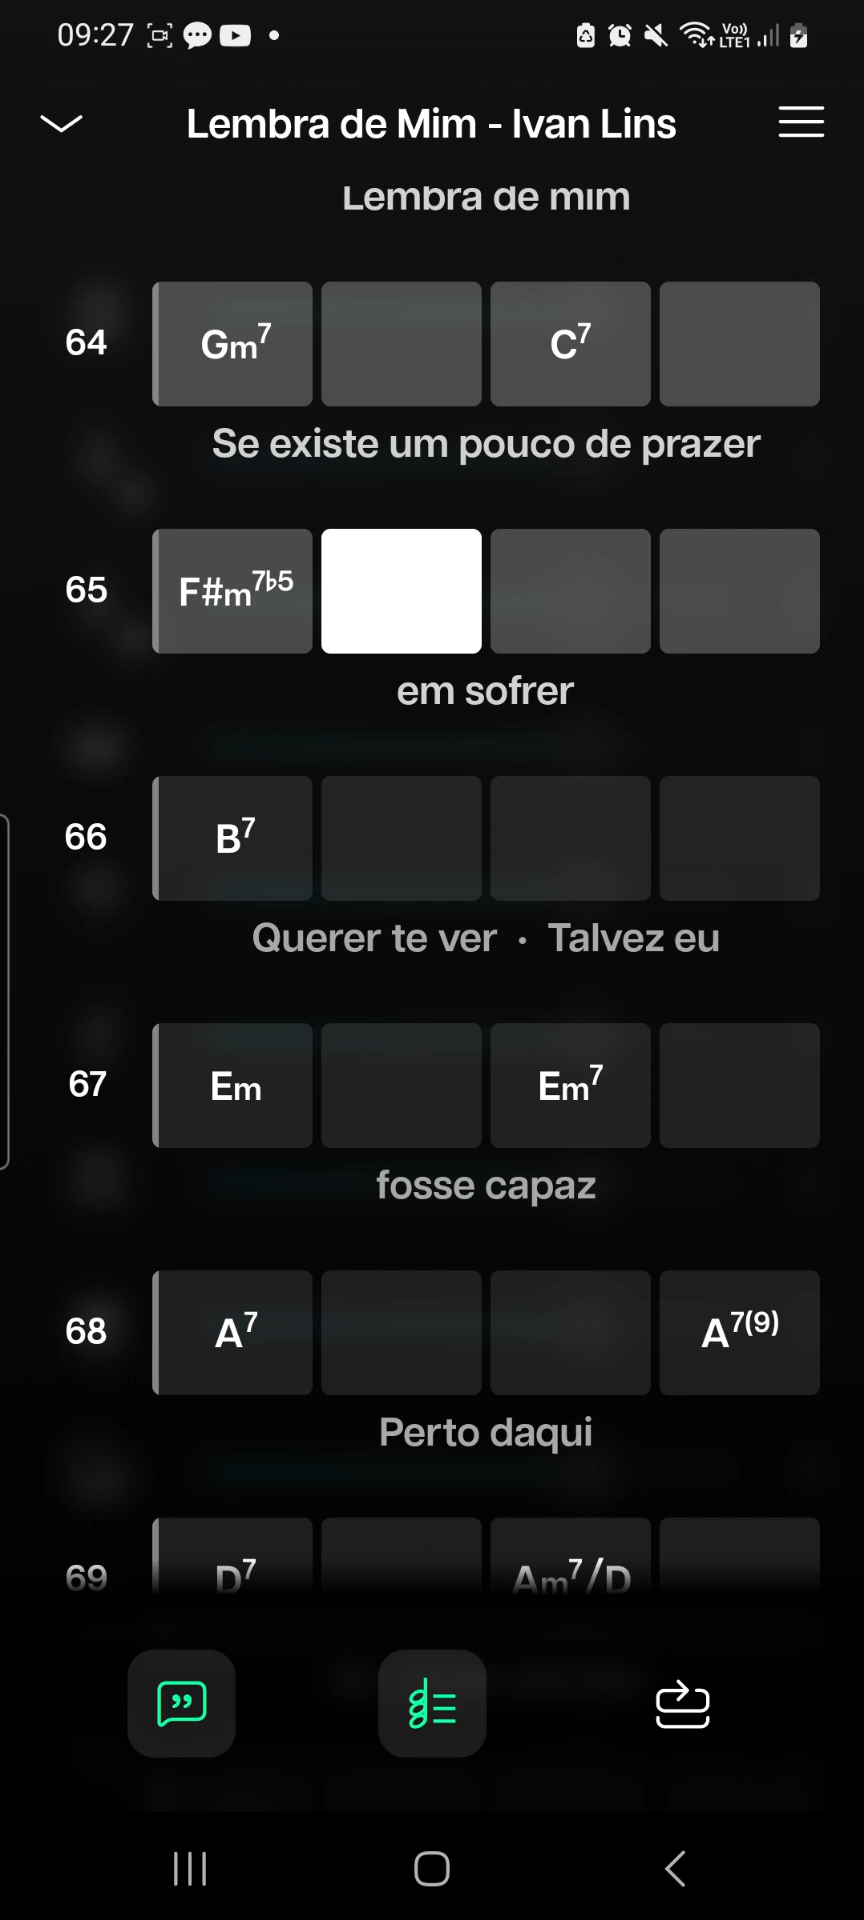 09:27 Vo)) LTE1
Lembra de Mim - Ivan Lins
Lembra de mim
64 Gm7 C7
Se existe um pouco de prazer
65 F#m7b5
em sofrer
66 B7
Querer te ver · Talvez eu
67 Em Em7
fosse capaz
68 A7 A7(9)
Perto daqui
69 D7 Am7/D